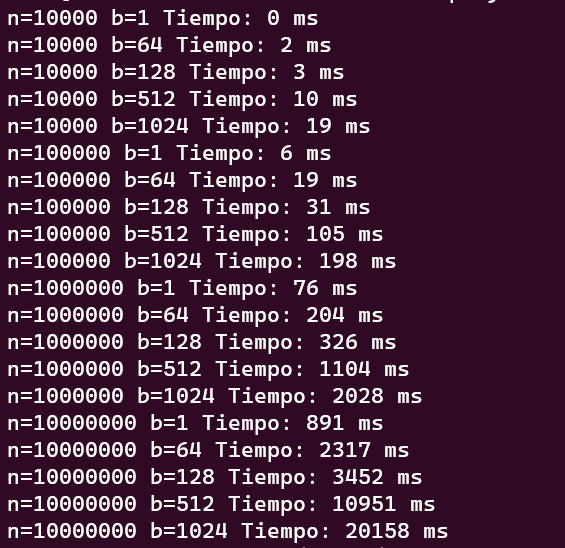 n=10000 b=1 Tiempo: 0 ms
n=10000 b=64 Tiempo: 2 ms
n=10000 b=128 Tiempo: 3 ms
n=10000 b=512 Tiempo: 10 ms
n=10000 b=1024 Tiempo: 19 ms
n=100000 b=1 Tiempo: 6 ms
n=100000 b=64 Tiempo: 19 ms
n=100000 b=128 Tiempo: 31 ms
n=100000 b=512 Tiempo: 105 ms
n=100000 b=1024 Tiempo: 198 ms
n=1000000 b=1 Tiempo: 76 ms
n=1000000 b=64 Tiempo: 204 ms
n=1000000 b=128 Tiempo: 326 ms
n=1000000 b=512 Tiempo: 1104 ms
n=1000000 b=1024 Tiempo: 2028 ms
n=10000000 b=1 Tiempo: 891 ms
n=10000000 b=64 Tiempo: 2317 ms
n=10000000 b=128 Tiempo: 3452 ms
n=10000000 b=512 Tiempo: 10951 ms
n=10000000 b=1024 Tiempo: 20158 ms